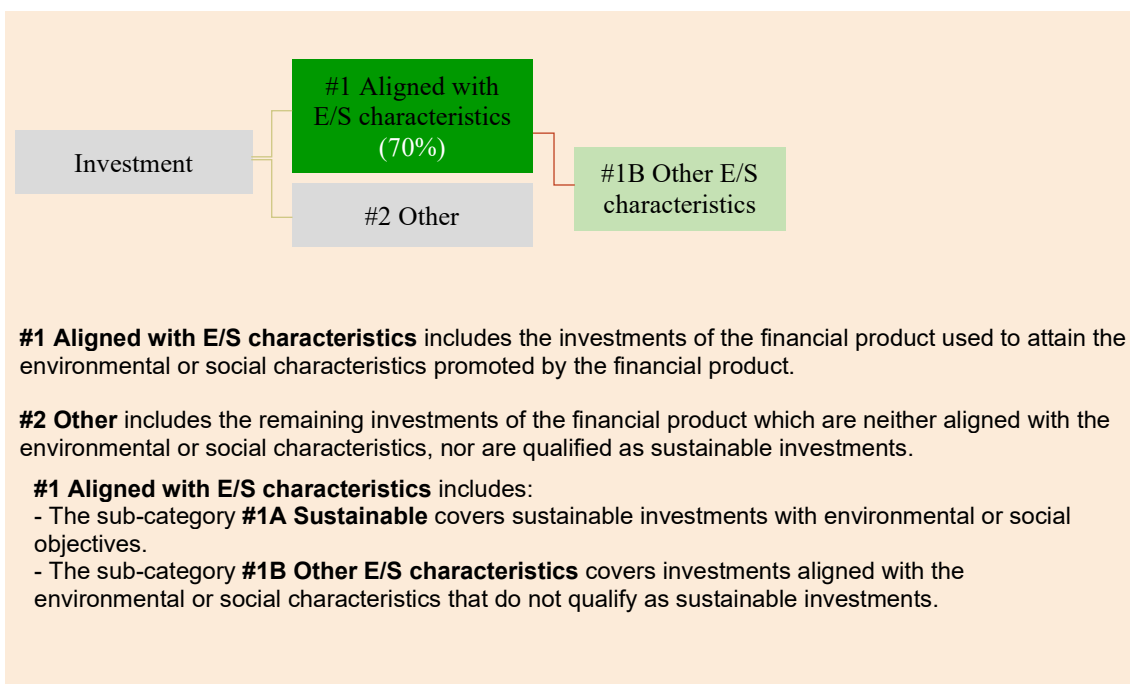 #1 Aligned with
E/S characteristics
(70%)
Investment
#1B Other E/S
characteristics
#2 Other
#1 Aligned with E/S characteristics includes the investments of the financial product used to attain the
environmental or social characteristics promoted by the financial product.
#2 Other includes the remaining investments of the financial product which are neither aligned with the
environmental or social characteristics, nor are qualified as sustainable investments.
#1 Aligned with E/S characteristics includes:
- The sub-category #1A Sustainable covers sustainable investments with environmental or social
objectives.
- The sub-category #1B Other E/S characteristics covers investments aligned with the
environmental or social characteristics that do not qualify as sustainable investments.